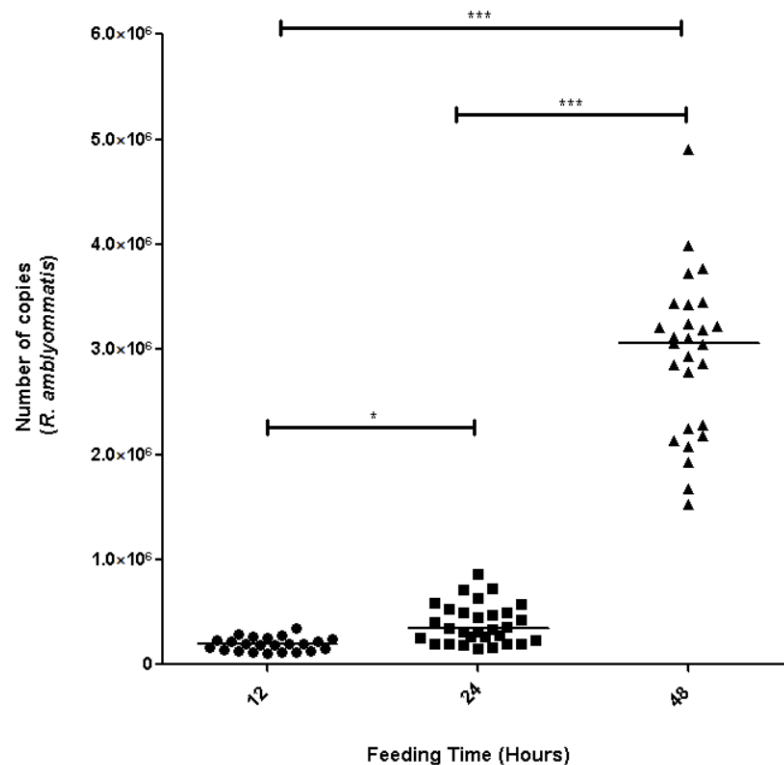 ***
6.0×10⁶
***
5.0×10⁶
4.0×10⁶
Number of copies
(R. amblyommatis)
3.0×10⁶
*
2.0×10⁶
1.0×10⁶
0
12 24 48
Feeding Time (Hours)